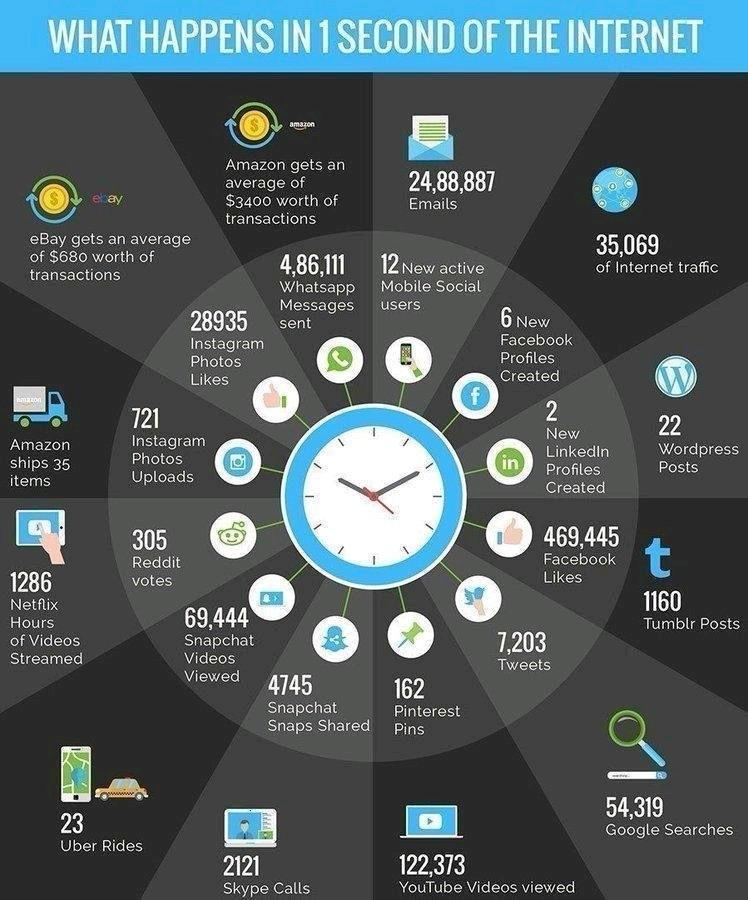 WHAT HAPPENS IN 1 SECOND OF THE INTERNET
amazon
Amazon gets an
average of
$3400 worth of
transactions
24,88,887
Emails
ebay
eBay gets an average
of $680 worth of
transactions
35,069
of Internet traffic
4,86,111
Whatsapp
Messages
sent
12 New active
Mobile Social
users
28935
Instagram
Photos
Likes
6 New
Facebook
Profiles
Created
amazon
Amazon
ships 35
items
721
Instagram
Photos
Uploads
2
New
LinkedIn
Profiles
Created
22
Wordpress
Posts
305
Reddit
votes
469,445
Facebook
Likes
1286
Netflix
Hours
of Videos
Streamed
1160
Tumblr Posts
69,444
Snapchat
Videos
Viewed
7,203
Tweets
4745
Snapchat
Snaps Shared
162
Pinterest
Pins
23
Uber Rides
54,319
Google Searches
2121
Skype Calls
122,373
YouTube Videos viewed